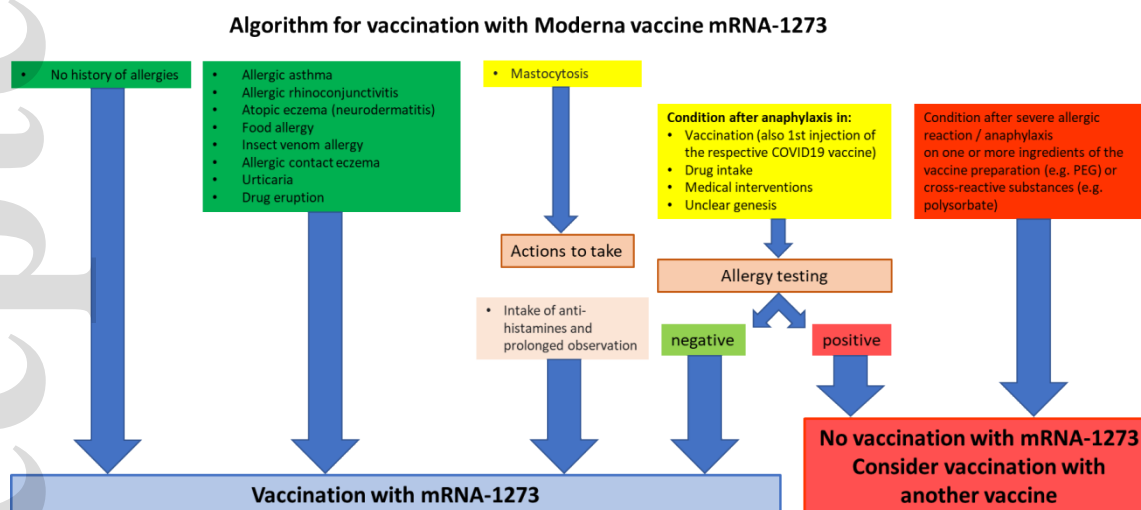 Algorithm for vaccination with Moderna vaccine mRNA-1273
• No history of allergies
• Allergic asthma
• Allergic rhinoconjunctivitis
• Atopic eczema (neurodermatitis)
• Food allergy
• Insect venom allergy
• Allergic contact eczema
• Urticaria
• Drug eruption
• Mastocytosis
Actions to take
• Intake of anti-
histamines and
prolonged observation
Condition after anaphylaxis in:
• Vaccination (also 1st injection of
the respective COVID19 vaccine)
• Drug intake
• Medical interventions
• Unclear genesis
Allergy testing
negative
positive
Condition after severe allergic
reaction / anaphylaxis
on one or more ingredients of the
vaccine preparation (e.g. PEG) or
cross-reactive substances (e.g.
polysorbate)
Vaccination with mRNA-1273
No vaccination with mRNA-1273
Consider vaccination with
another vaccine